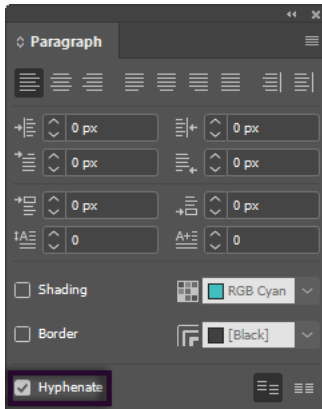 Paragraph
0 px 0 px
0 px 0 px
0 px 0 px
0 0
Shading RGB Cyan
Border [Black]
Hyphenate